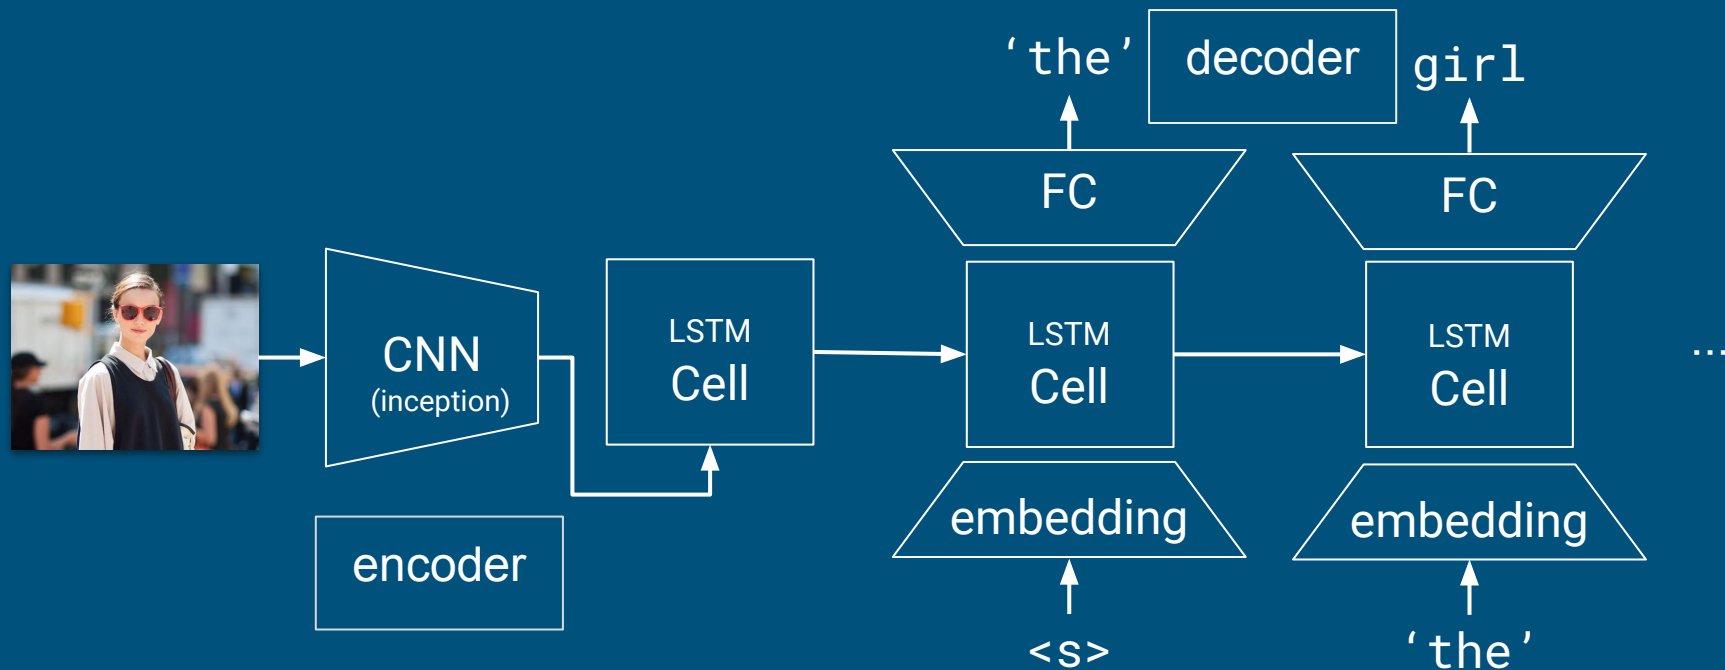 ‘the’
decoder
girl
FC
FC
CNN
(inception)
LSTM
Cell
LSTM
Cell
LSTM
Cell
...
encoder
embedding
embedding
<s>
‘the’